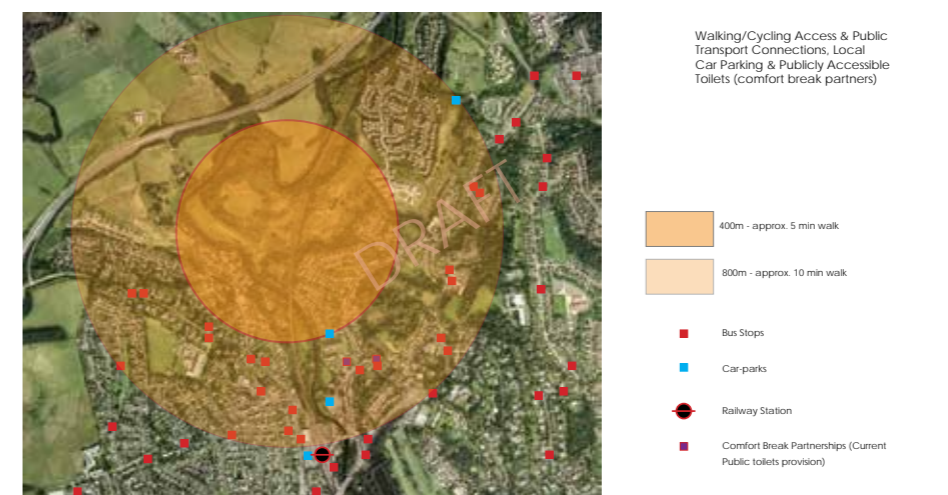 Walking/Cycling Access & Public
Transport Connections, Local
Car Parking & Publicly Accessible
Toilets (comfort break partners)
DRAFT
400m - approx. 5 min walk
800m - approx. 10 min walk
Bus Stops
Car-parks
Railway Station
Comfort Break Partnerships (Current
Public toilets provision)